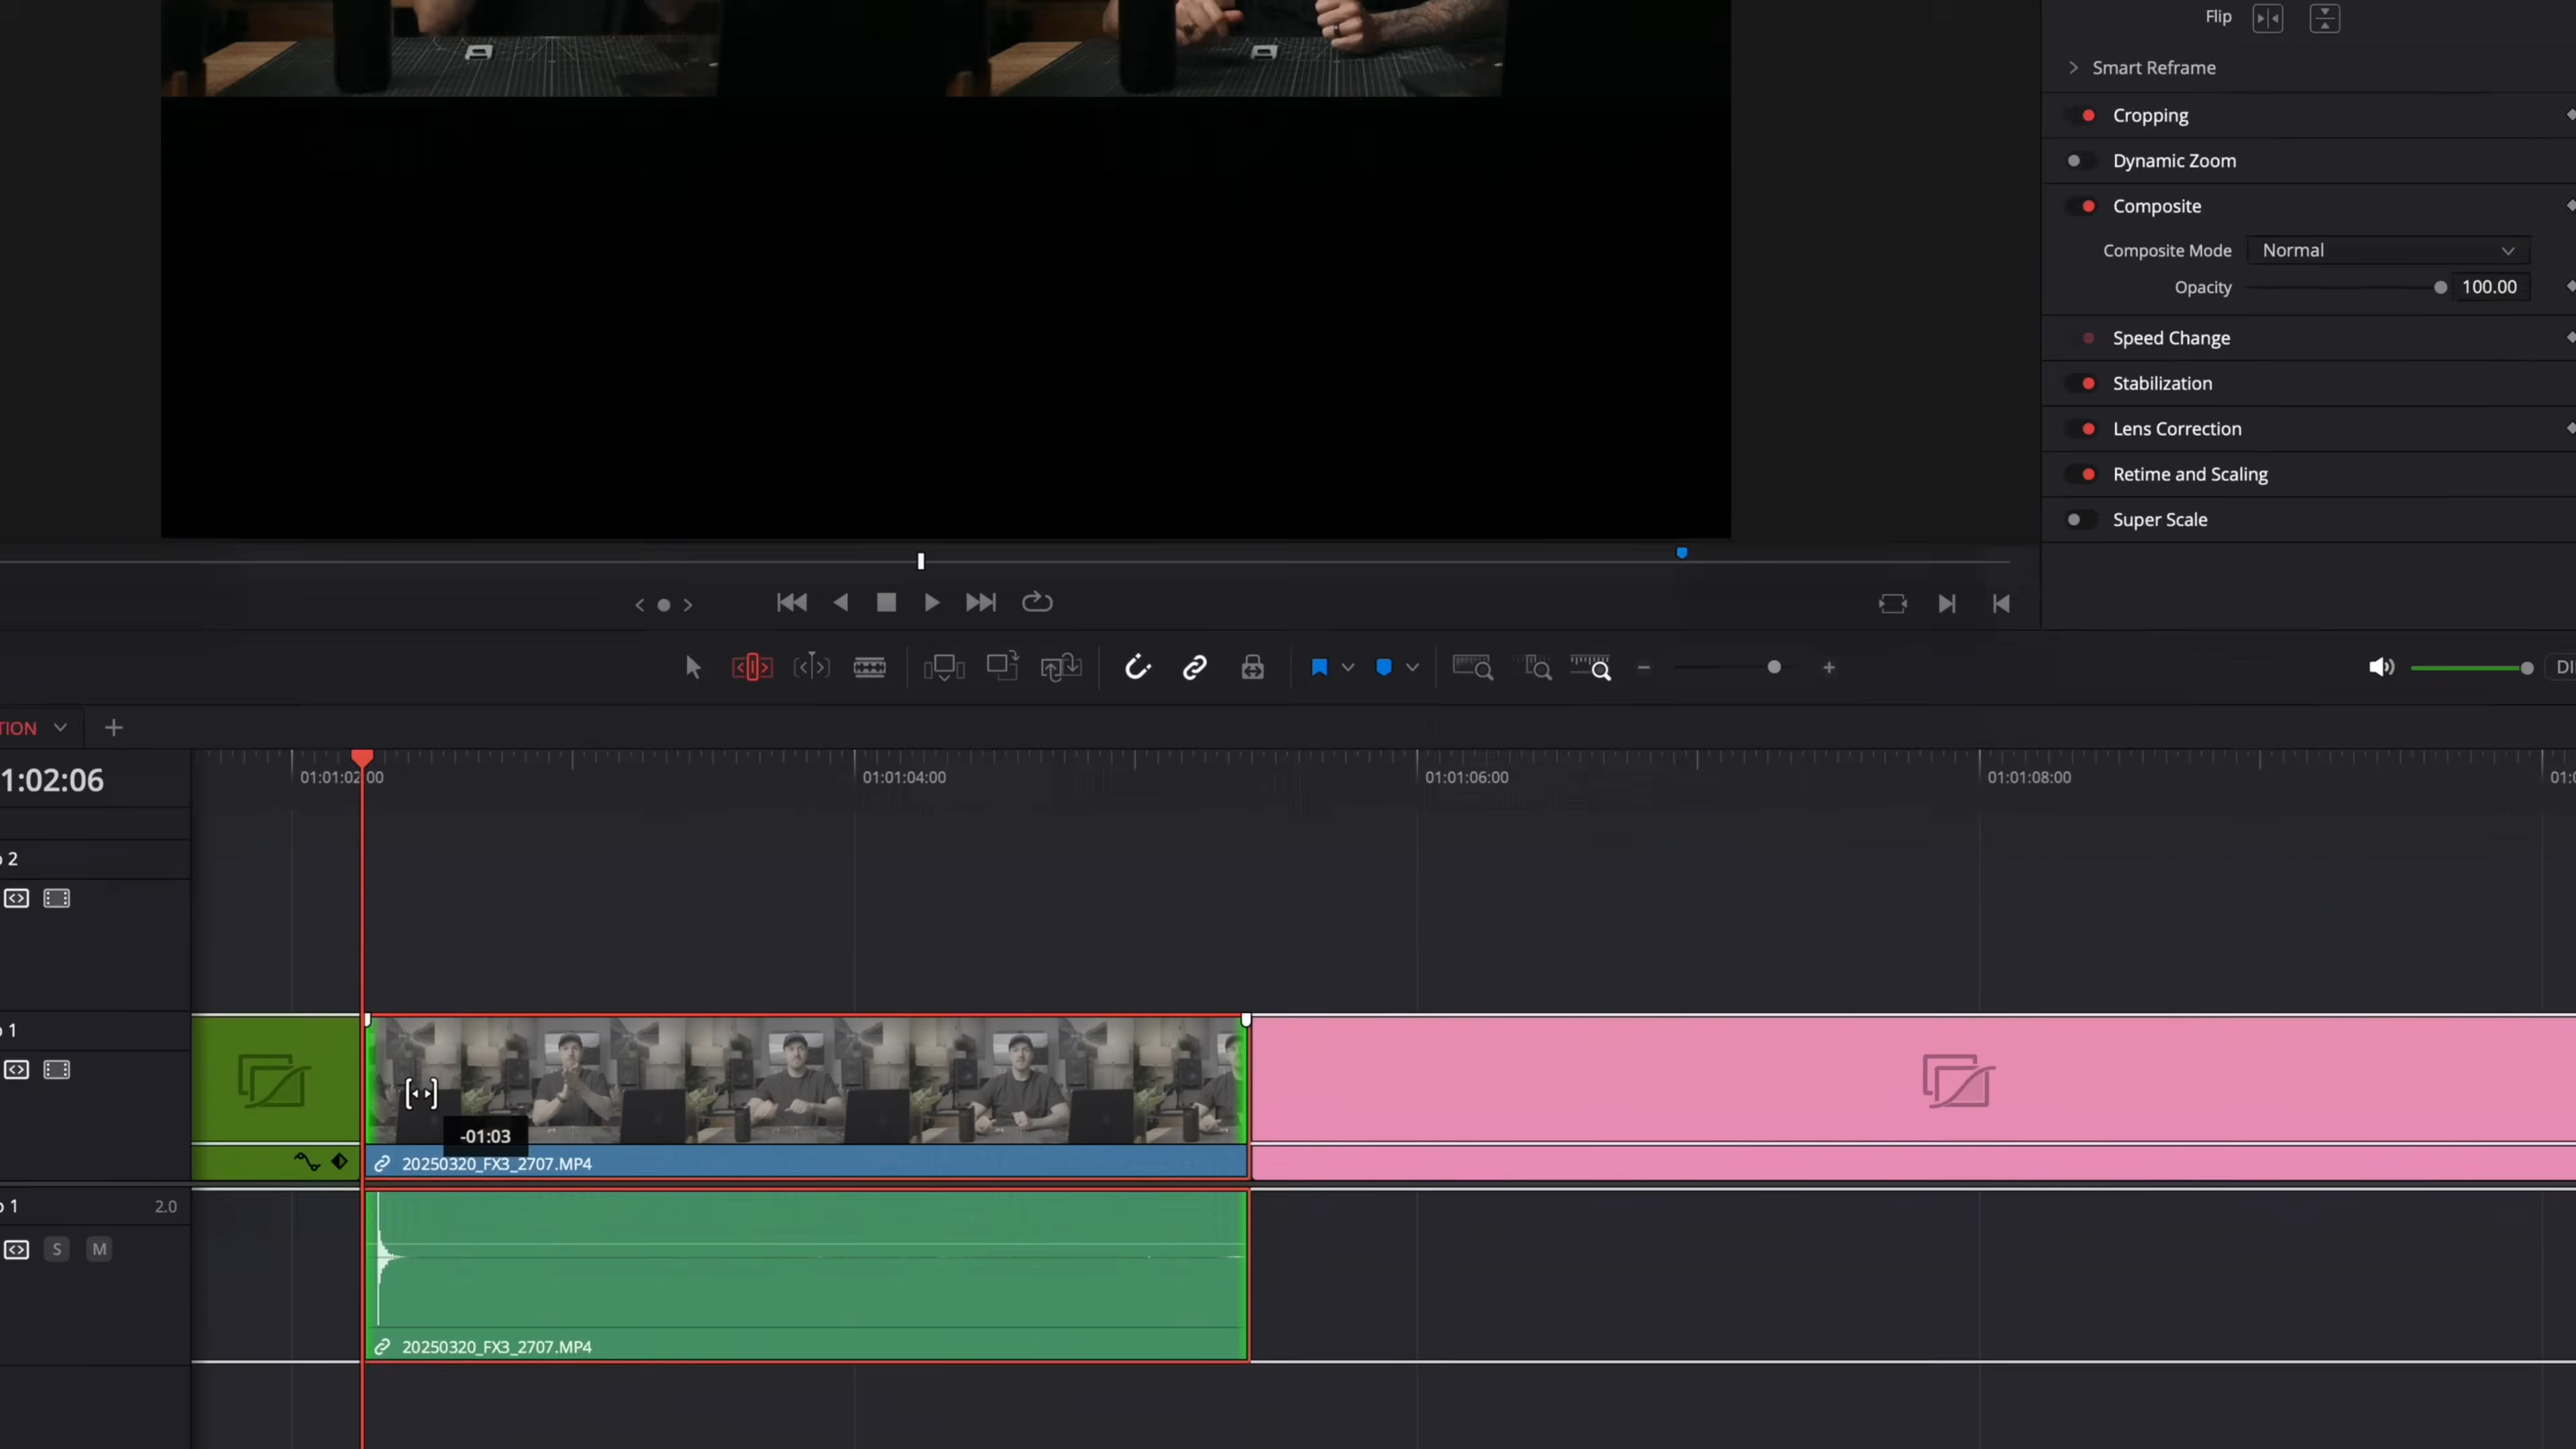 Flip
Smart Reframe
Cropping
Dynamic Zoom
Composite
Composite Mode Normal
Opacity 100.00
Speed Change
Stabilization
Lens Correction
Retime and Scaling
Super Scale
DI
TION
1:02:06
01:01:02:00 01:01:04:00 01:01:06:00 01:01:08:00 01:0
o 2
o 1
-01:03
20250320_FX3_2707.MP4
o 1 2.0
S M
20250320_FX3_2707.MP4